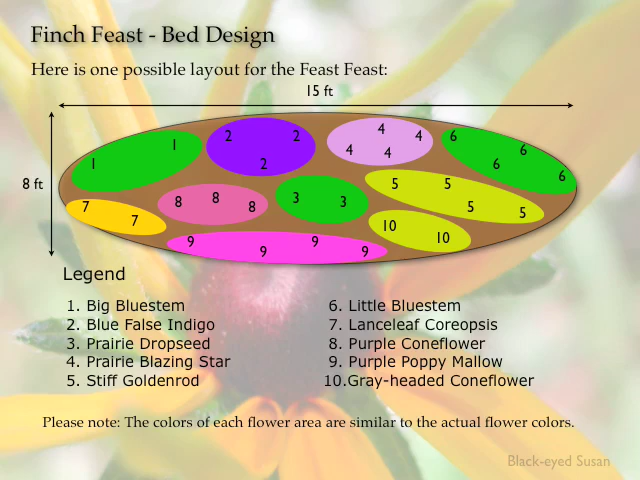 Finch Feast - Bed Design
Here is one possible layout for the Feast Feast:
15 ft
8 ft
1 1 2 2 2 4 4 4 4 6 6 6 6
7 7 8 8 8 3 3 5 5 5 5
9 9 9 9 10 10
Legend
1. Big Bluestem
2. Blue False Indigo
3. Prairie Dropseed
4. Prairie Blazing Star
5. Stiff Goldenrod
6. Little Bluestem
7. Lanceleaf Coreopsis
8. Purple Coneflower
9. Purple Poppy Mallow
10.Gray-headed Coneflower
Please note: The colors of each flower area are similar to the actual flower colors.
Black-eyed Susan